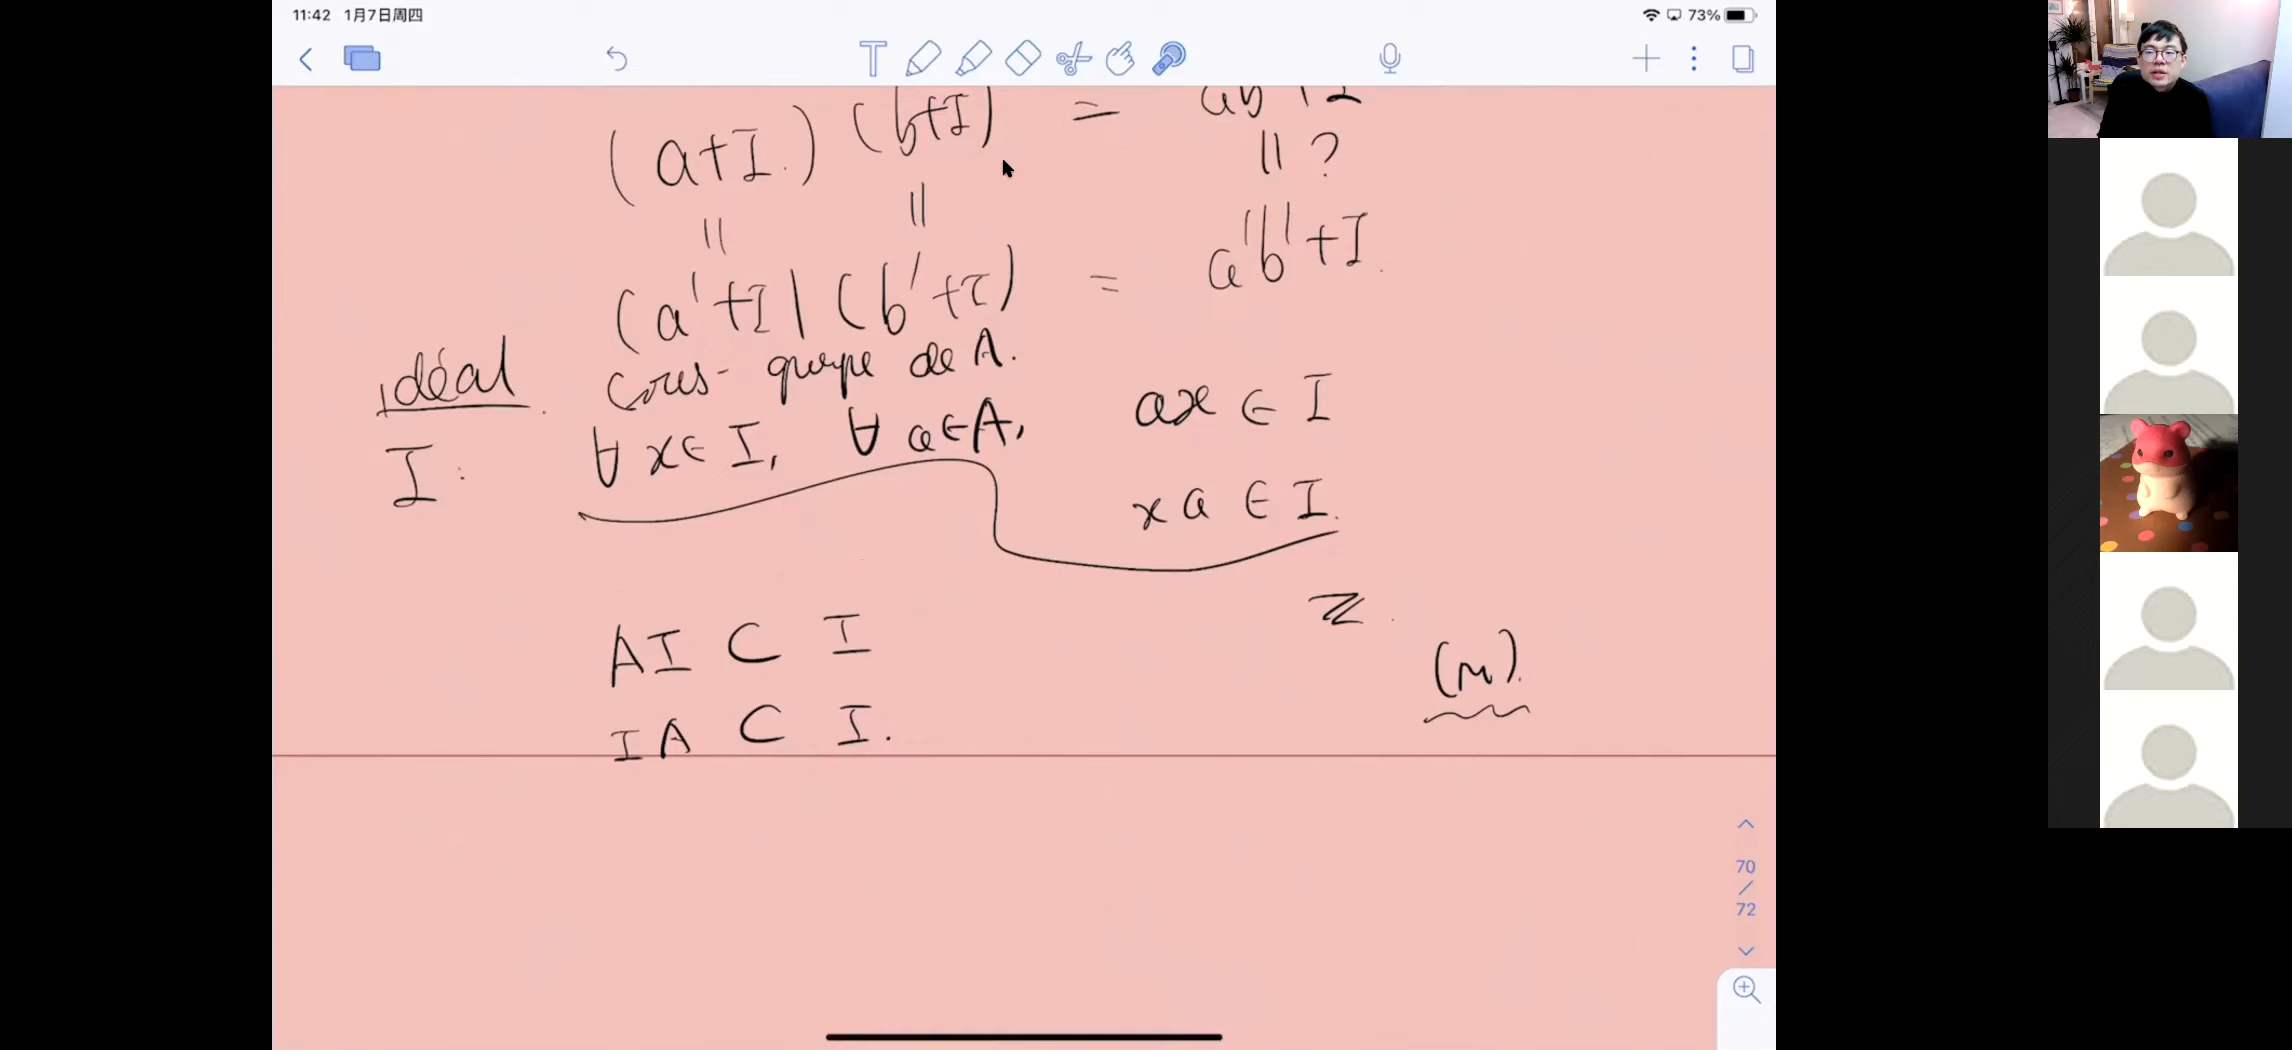 11:42 1月7日周四 73%
(a+I.) (b+I) = ab+I
|| || || ?
(a'+I) (b'+I) = a'b'+I.
idéal sous-groupe de A.
I: ∀ x∈I, ∀ a∈A, ax ∈ I
xa ∈ I.
ℤ.
AI ⊂ I
(n).
IA ⊂ I.
70
/
72